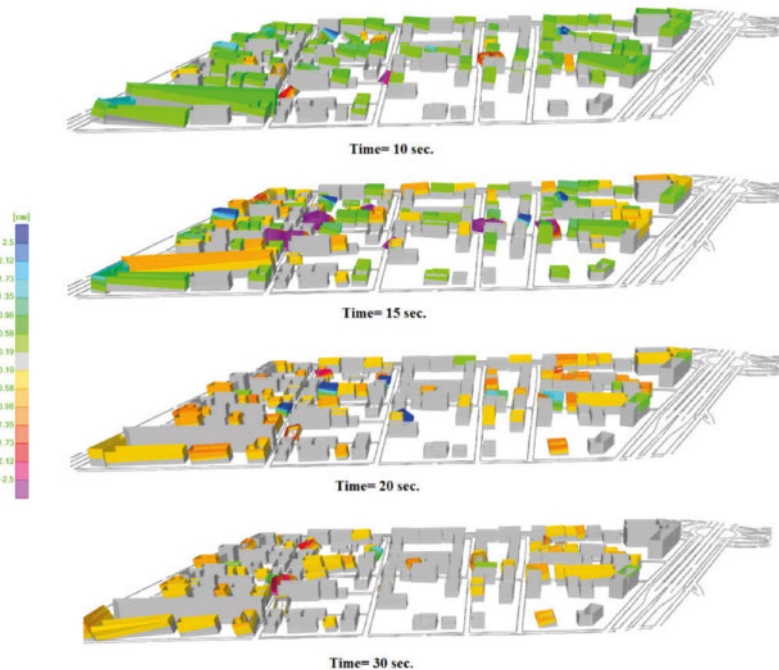 Time= 10 sec.
[cm]
2.5
2.12
1.73
1.35
0.96
0.58
0.19
0.19
0.58
0.96
1.35
1.73
2.12
-2.5
Time= 15 sec.
Time= 20 sec.
Time= 30 sec.